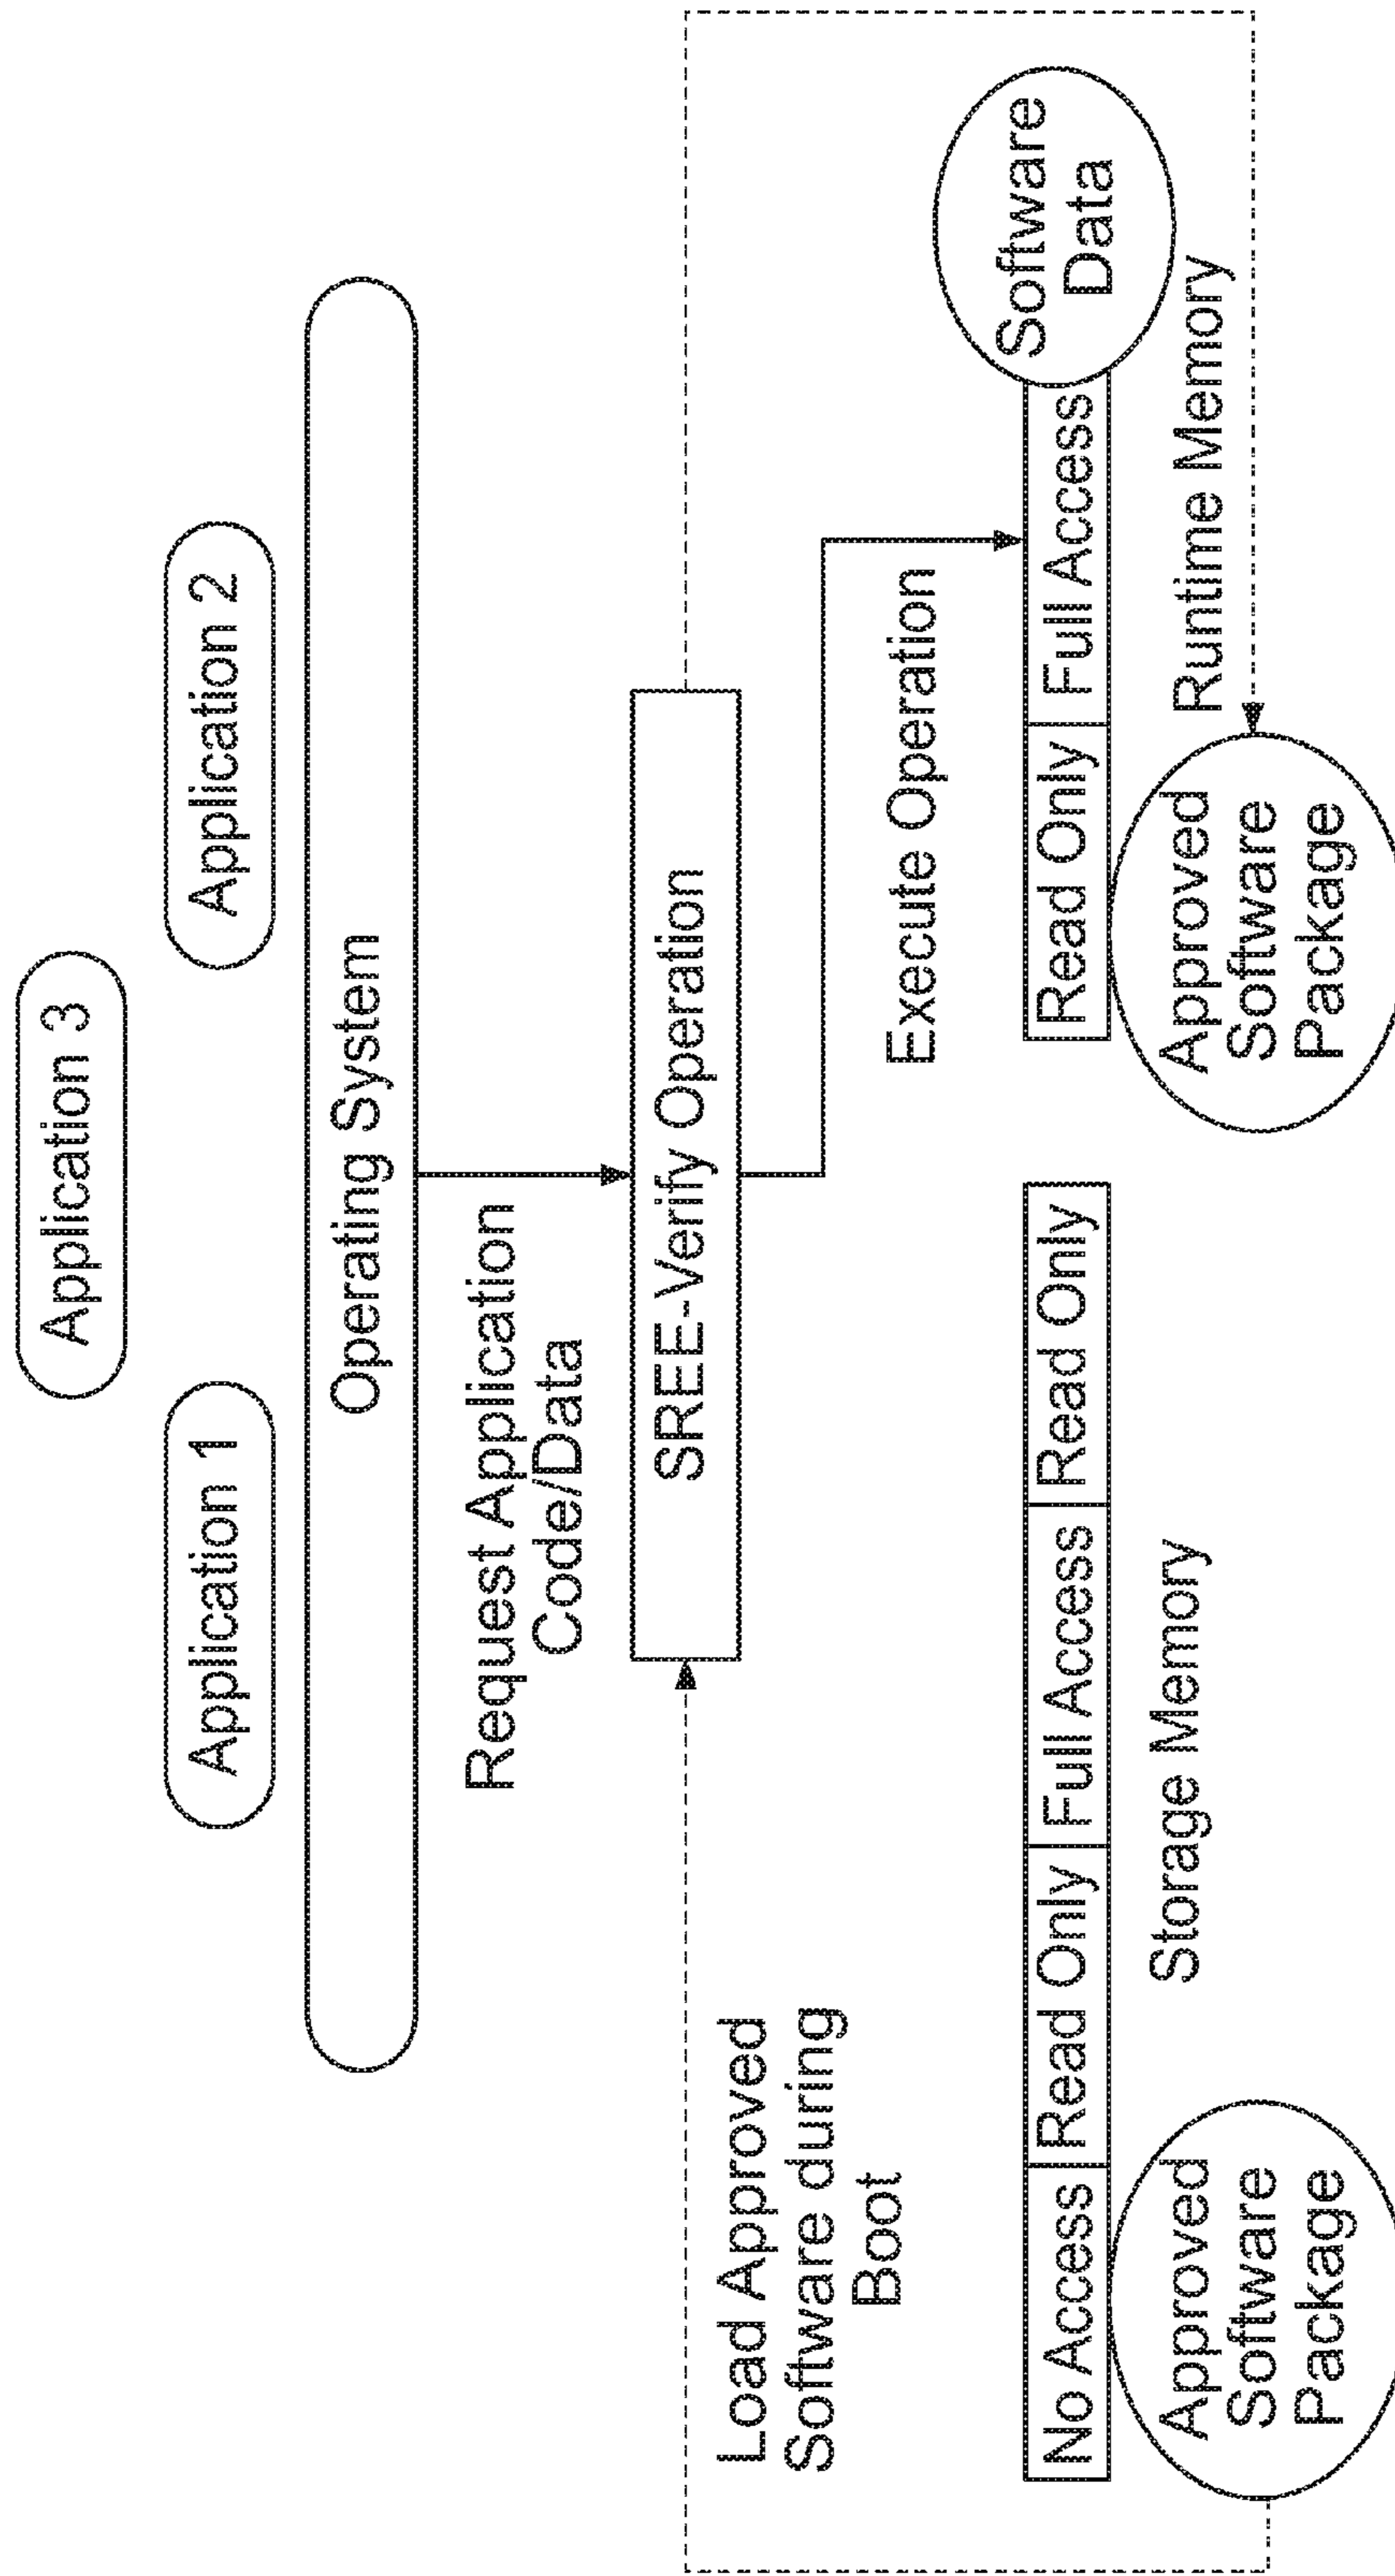 Application 3
Application 1
Application 2
Operating System
Request Application
Code/Data
SREE-Verify Operation
Load Approved
Software during
Boot
Execute Operation
No Access
Read Only
Full Access
Read Only
Read Only
Full Access
Software
Data
Storage Memory
Runtime Memory
Approved
Software
Package
Approved
Software
Package